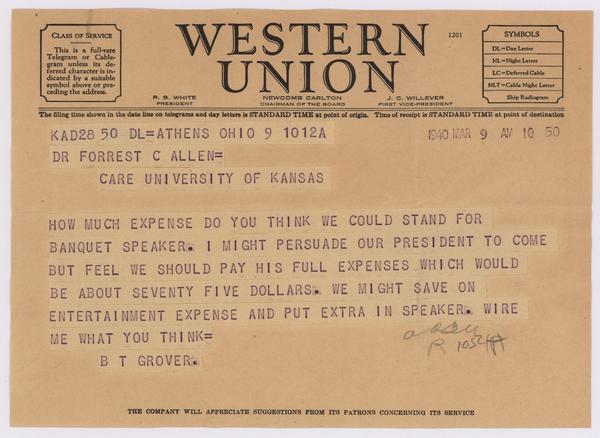 CLASS OF SERVICE
This is a full-rate
Telegram or Cable-
gram unless its de-
ferred character is in-
dicated by a suitable
symbol above or pre-
ceding the address.
WESTERN
UNION
1201
R. B. WHITE
PRESIDENT
NEWCOMB CARLTON
CHAIRMAN OF THE BOARD
J. C. WILLEVER
FIRST VICE-PRESIDENT
SYMBOLS
DL=Day Letter
NL=Night Letter
LC=Deferred Cable
NLT=Cable Night Letter
Ship Radiogram
The filing time shown in the date line on telegrams and day letters is STANDARD TIME at point of origin. Time of receipt is STANDARD TIME at point of destination
KAD28 50 DL=ATHENS OHIO 9 1012A
1940 MAR 9 AM 10 50
DR FORREST C ALLEN=
CARE UNIVERSITY OF KANSAS
HOW MUCH EXPENSE DO YOU THINK WE COULD STAND FOR
BANQUET SPEAKER. I MIGHT PERSUADE OUR PRESIDENT TO COME
BUT FEEL WE SHOULD PAY HIS FULL EXPENSES WHICH WOULD
BE ABOUT SEVENTY FIVE DOLLARS. WE MIGHT SAVE ON
ENTERTAINMENT EXPENSE AND PUT EXTRA IN SPEAKER. WIRE
ME WHAT YOU THINK=
B T GROVER.
THE COMPANY WILL APPRECIATE SUGGESTIONS FROM ITS PATRONS CONCERNING ITS SERVICE